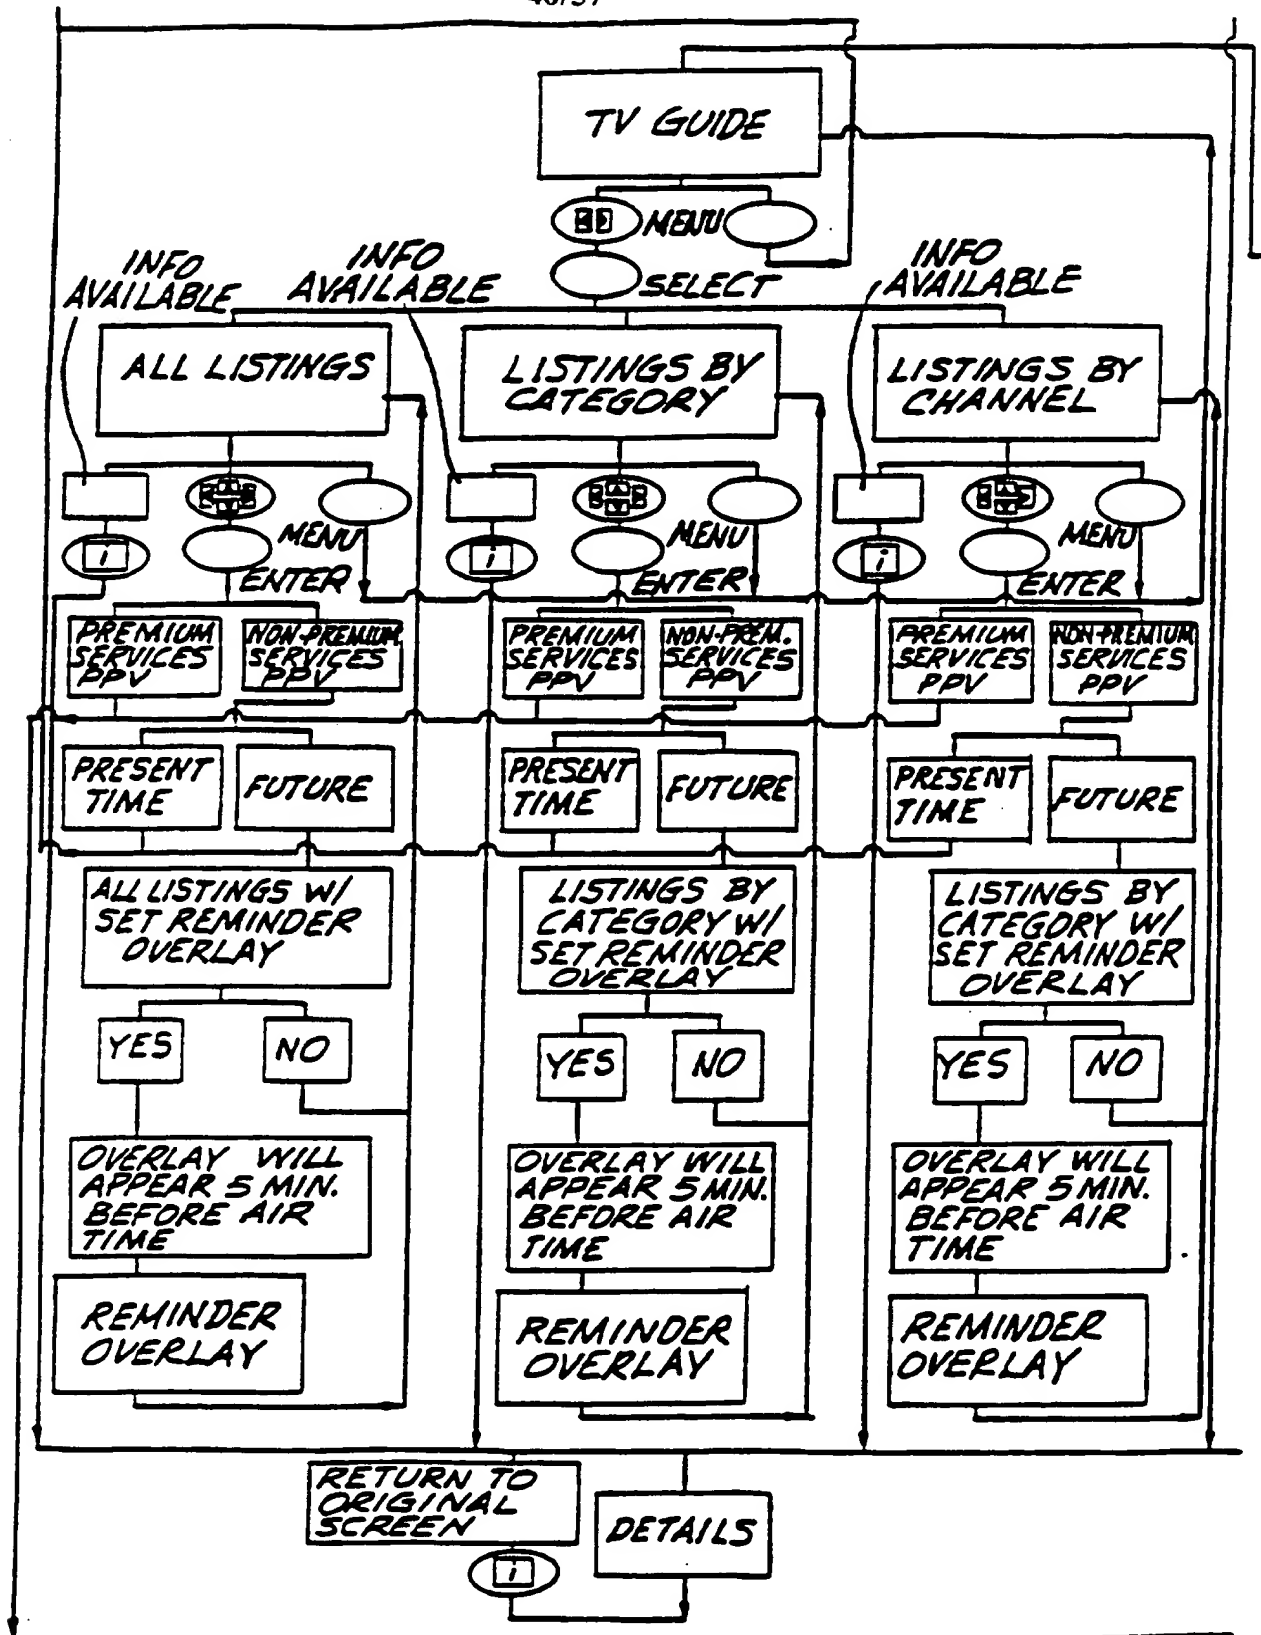 TV GUIDE
MENU
SELECT
INFO
AVAILABLE
INFO
AVAILABLE
INFO
AVAILABLE
ALL LISTINGS
LISTINGS BY
CATEGORY
LISTINGS BY
CHANNEL
i
MENU
ENTER
i
MENU
ENTER
i
MENU
ENTER
PREMIUM
SERVICES
PPV
NON-PREMIUM
SERVICES
PPV
PREMIUM
SERVICES
PPV
NON-PREM.
SERVICES
PPV
PREMIUM
SERVICES
PPV
NON-PREMIUM
SERVICES
PPV
PRESENT
TIME
FUTURE
PRESENT
TIME
FUTURE
PRESENT
TIME
FUTURE
ALL LISTINGS W/
SET REMINDER
OVERLAY
LISTINGS BY
CATEGORY W/
SET REMINDER
OVERLAY
LISTINGS BY
CATEGORY W/
SET REMINDER
OVERLAY
YES
NO
YES
NO
YES
NO
OVERLAY WILL
APPEAR 5 MIN.
BEFORE AIR
TIME
OVERLAY WILL
APPEAR 5 MIN.
BEFORE AIR
TIME
OVERLAY WILL
APPEAR 5 MIN.
BEFORE AIR
TIME
REMINDER
OVERLAY
REMINDER
OVERLAY
REMINDER
OVERLAY
RETURN TO
ORIGINAL
SCREEN
DETAILS
i